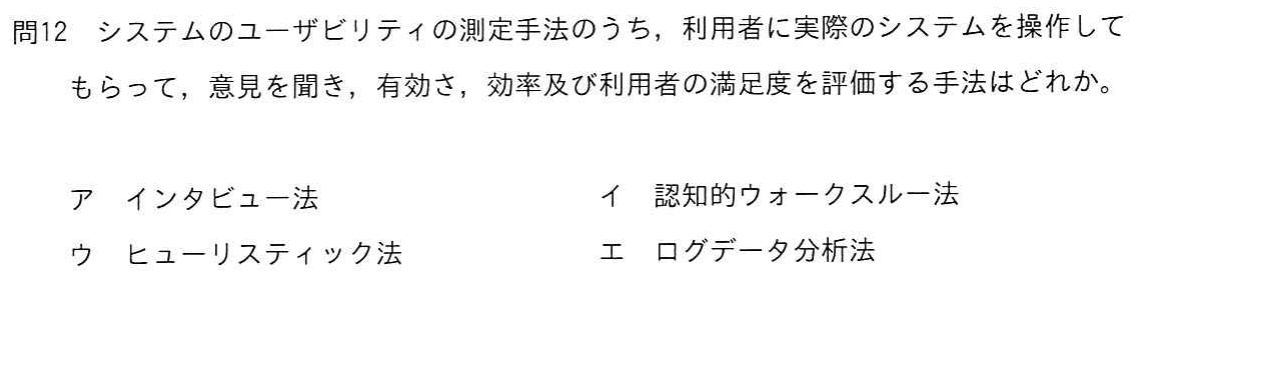 問12　システムのユーザビリティの測定手法のうち，利用者に実際のシステムを操作して
もらって，意見を聞き，有効さ，効率及び利用者の満足度を評価する手法はどれか。
ア　インタビュー法　　イ　認知的ウォークスルー法
ウ　ヒューリスティック法　　エ　ログデータ分析法